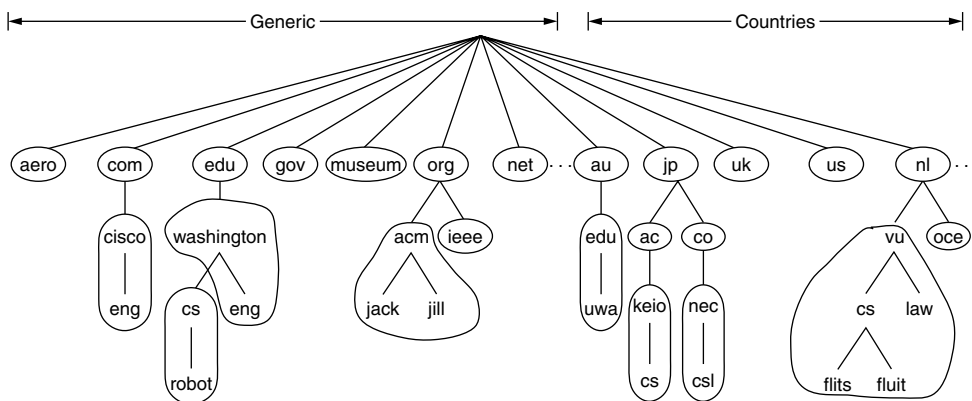 Generic Countries
aero com edu gov museum org net . . . au jp uk us nl . . .
cisco washington acm ieee edu ac co vu oce
eng cs eng jack jill uwa keio nec cs law
robot cs csl flits fluit